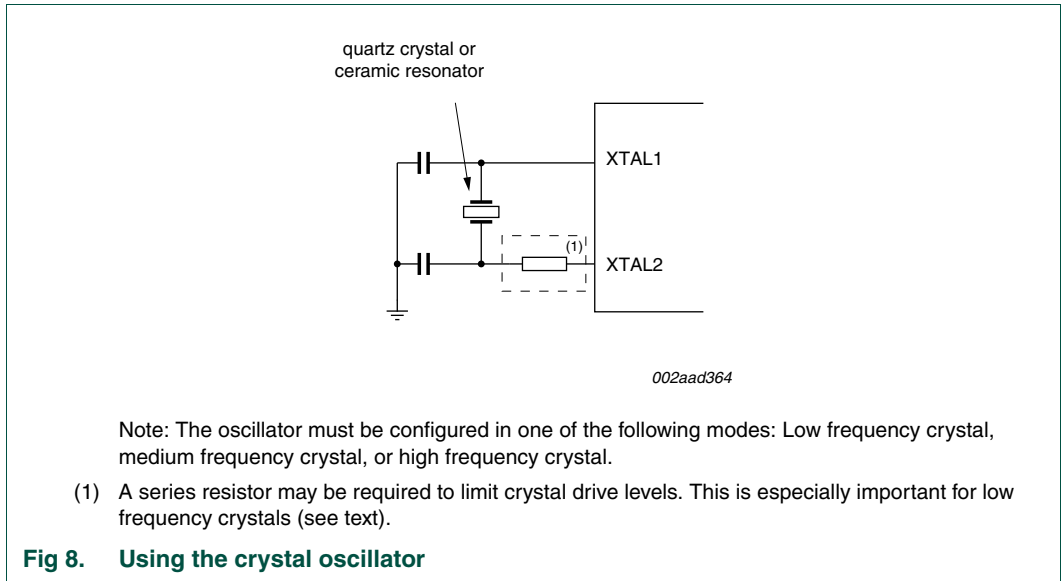 quartz crystal or
ceramic resonator
XTAL1
(1)
XTAL2
002aad364
Note: The oscillator must be configured in one of the following modes: Low frequency crystal,
medium frequency crystal, or high frequency crystal.
(1) A series resistor may be required to limit crystal drive levels. This is especially important for low
frequency crystals (see text).
Fig 8. Using the crystal oscillator